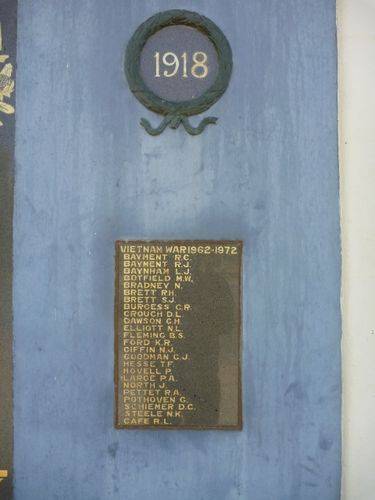 1918
VIETNAM WAR 1962-1972
BAYMENT R.C.
BAYMENT R.J.
BAYNHAM L.J.
BOTFIELD M.W.
BRADNEY N.
BRETT R.H.
BRETT S.J.
BURGESS C.R.
CROUCH D.L.
DAWSON G.H.
ELLIOTT N.L.
FLEMING B.S.
FORD K.R.
GIFFIN N.J.
GOODMAN C.J.
HESSE T.F.
HOVELL P.
LARGE P.A.
NORTH J.
PETTET R.A.
POTHOVEN G.
SCHIEMER D.C.
STEELE N.K.
CAFE R.L.